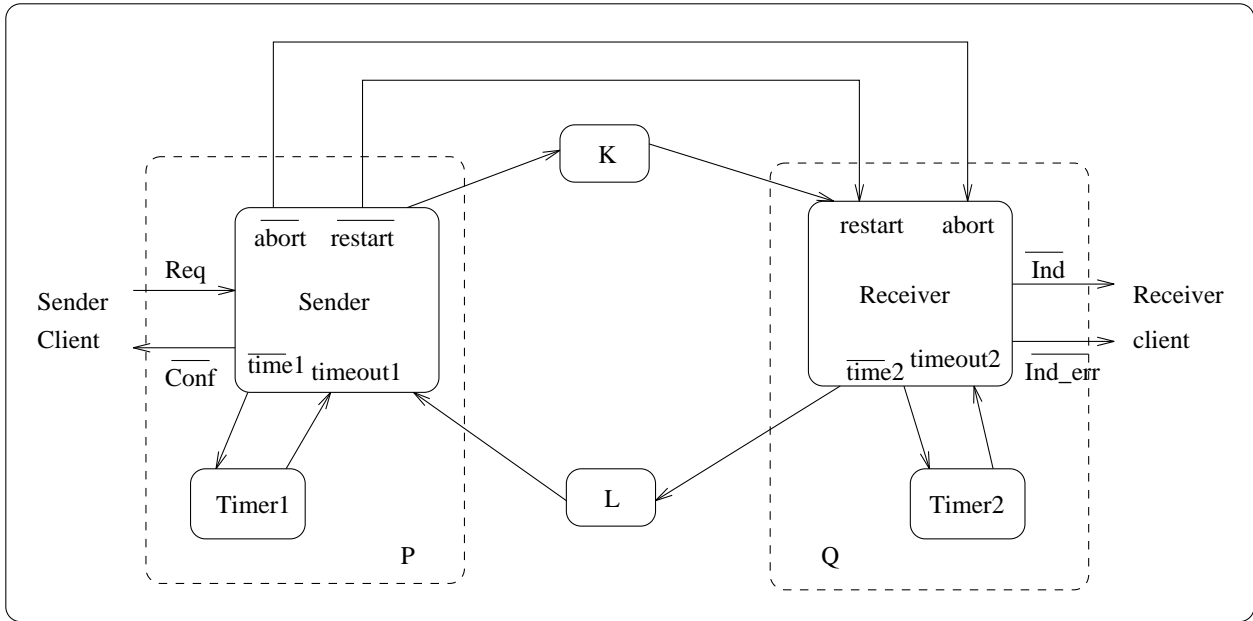 K
abort restart
restart abort
Req
Ind
Sender
Client
Sender
Receiver
Receiver
client
Conf
time1
timeout1
time2
timeout2
Ind_err
Timer1
L
Timer2
P
Q